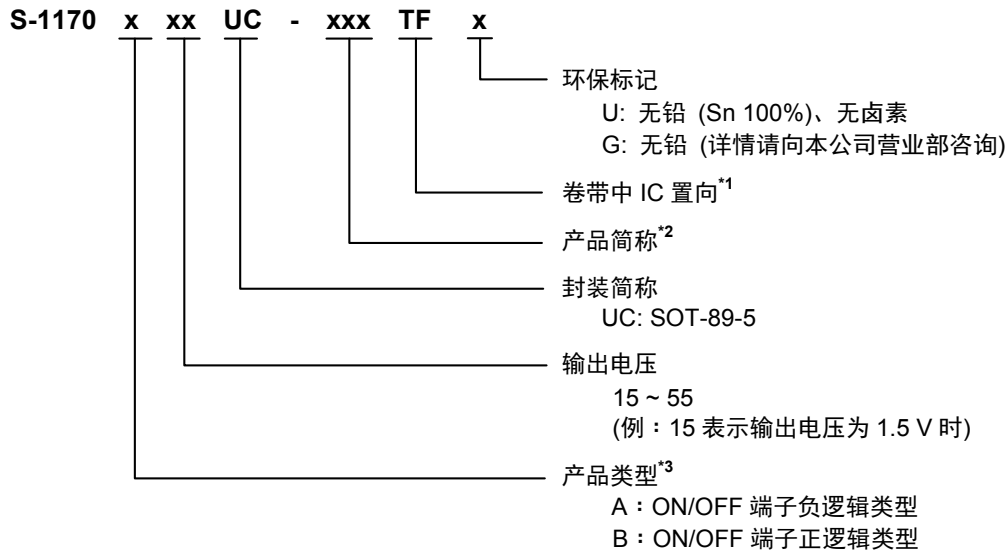 S-1170 x xx UC - xxx TF x
环保标记
U: 无铅 (Sn 100%)、无卤素
G: 无铅 (详情请向本公司营业部咨询)
卷带中 IC 置向*1
产品简称*2
封装简称
UC: SOT-89-5
输出电压
15 ~ 55
(例：15 表示输出电压为 1.5 V 时)
产品类型*3
A：ON/OFF 端子负逻辑类型
B：ON/OFF 端子正逻辑类型